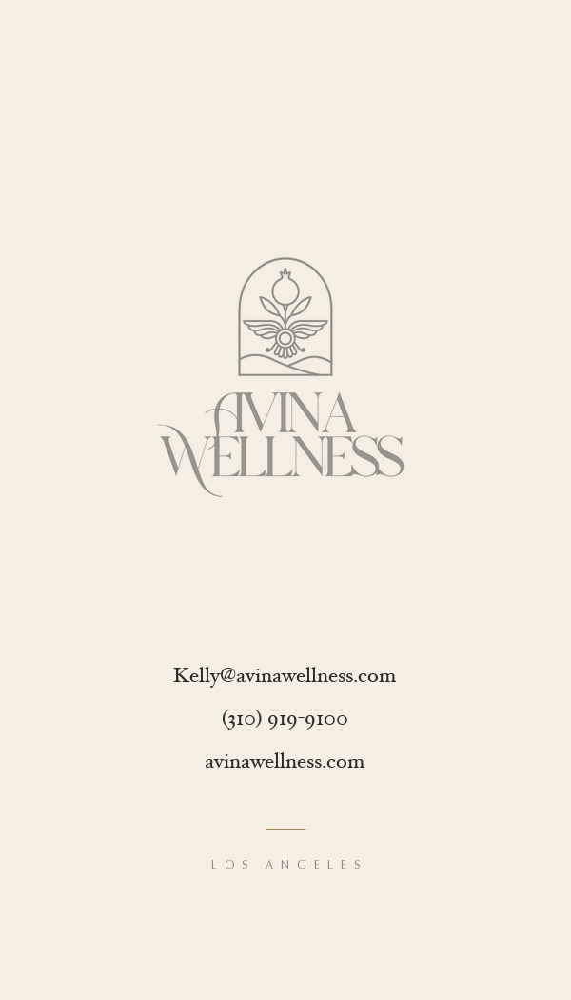 AVINA
WELLNESS
Kelly@avinawellness.com
(310) 919-9100
avinawellness.com
LOS ANGELES